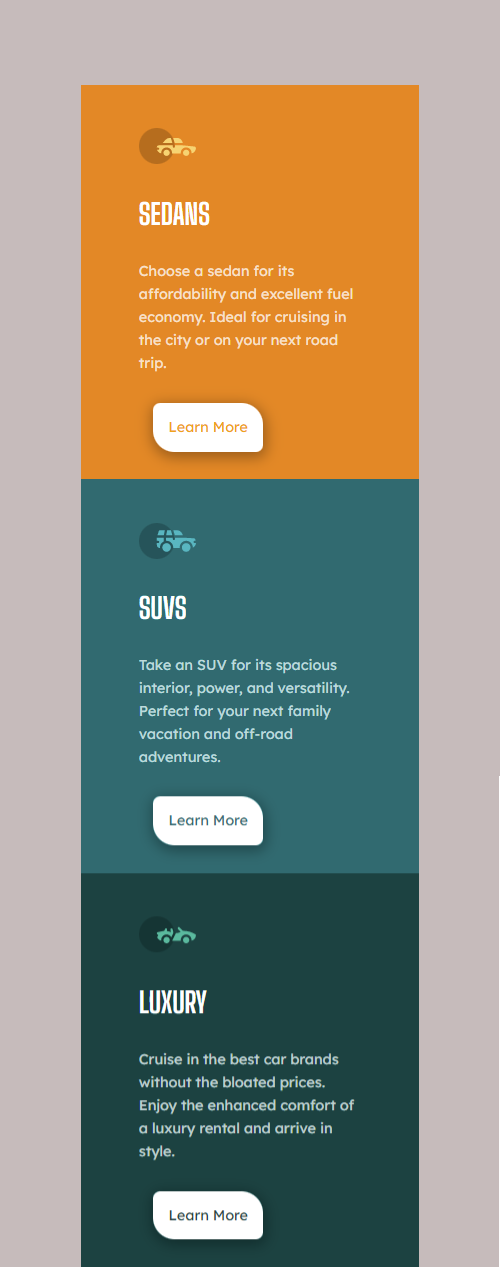 SEDANS
Choose a sedan for its
affordability and excellent fuel
economy. Ideal for cruising in
the city or on your next road
trip.
Learn More
SUVS
Take an SUV for its spacious
interior, power, and versatility.
Perfect for your next family
vacation and off-road
adventures.
Learn More
LUXURY
Cruise in the best car brands
without the bloated prices.
Enjoy the enhanced comfort of
a luxury rental and arrive in
style.
Learn More